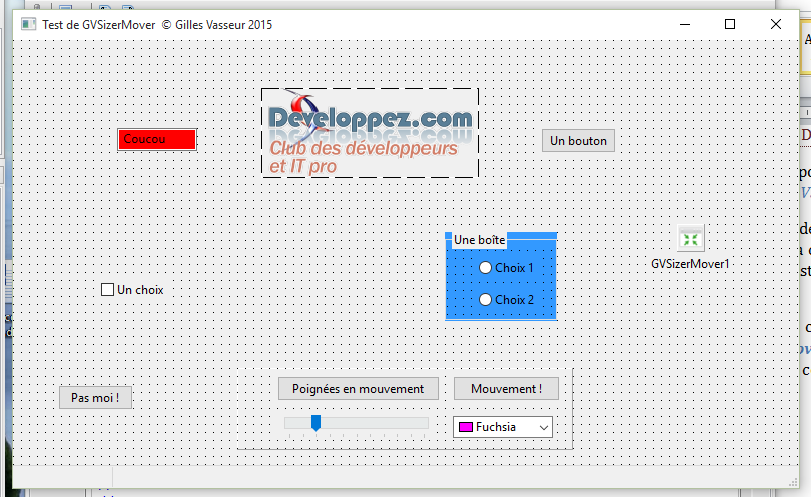 Test de GVSizerMover © Gilles Vasseur 2015
Coucou
Developpez.com
Club des développeurs
et IT pro
Un bouton
Une boîte
Choix 1
Choix 2
GVSizerMover1
Un choix
Pas moi !
Poignées en mouvement
Mouvement !
Fuchsia